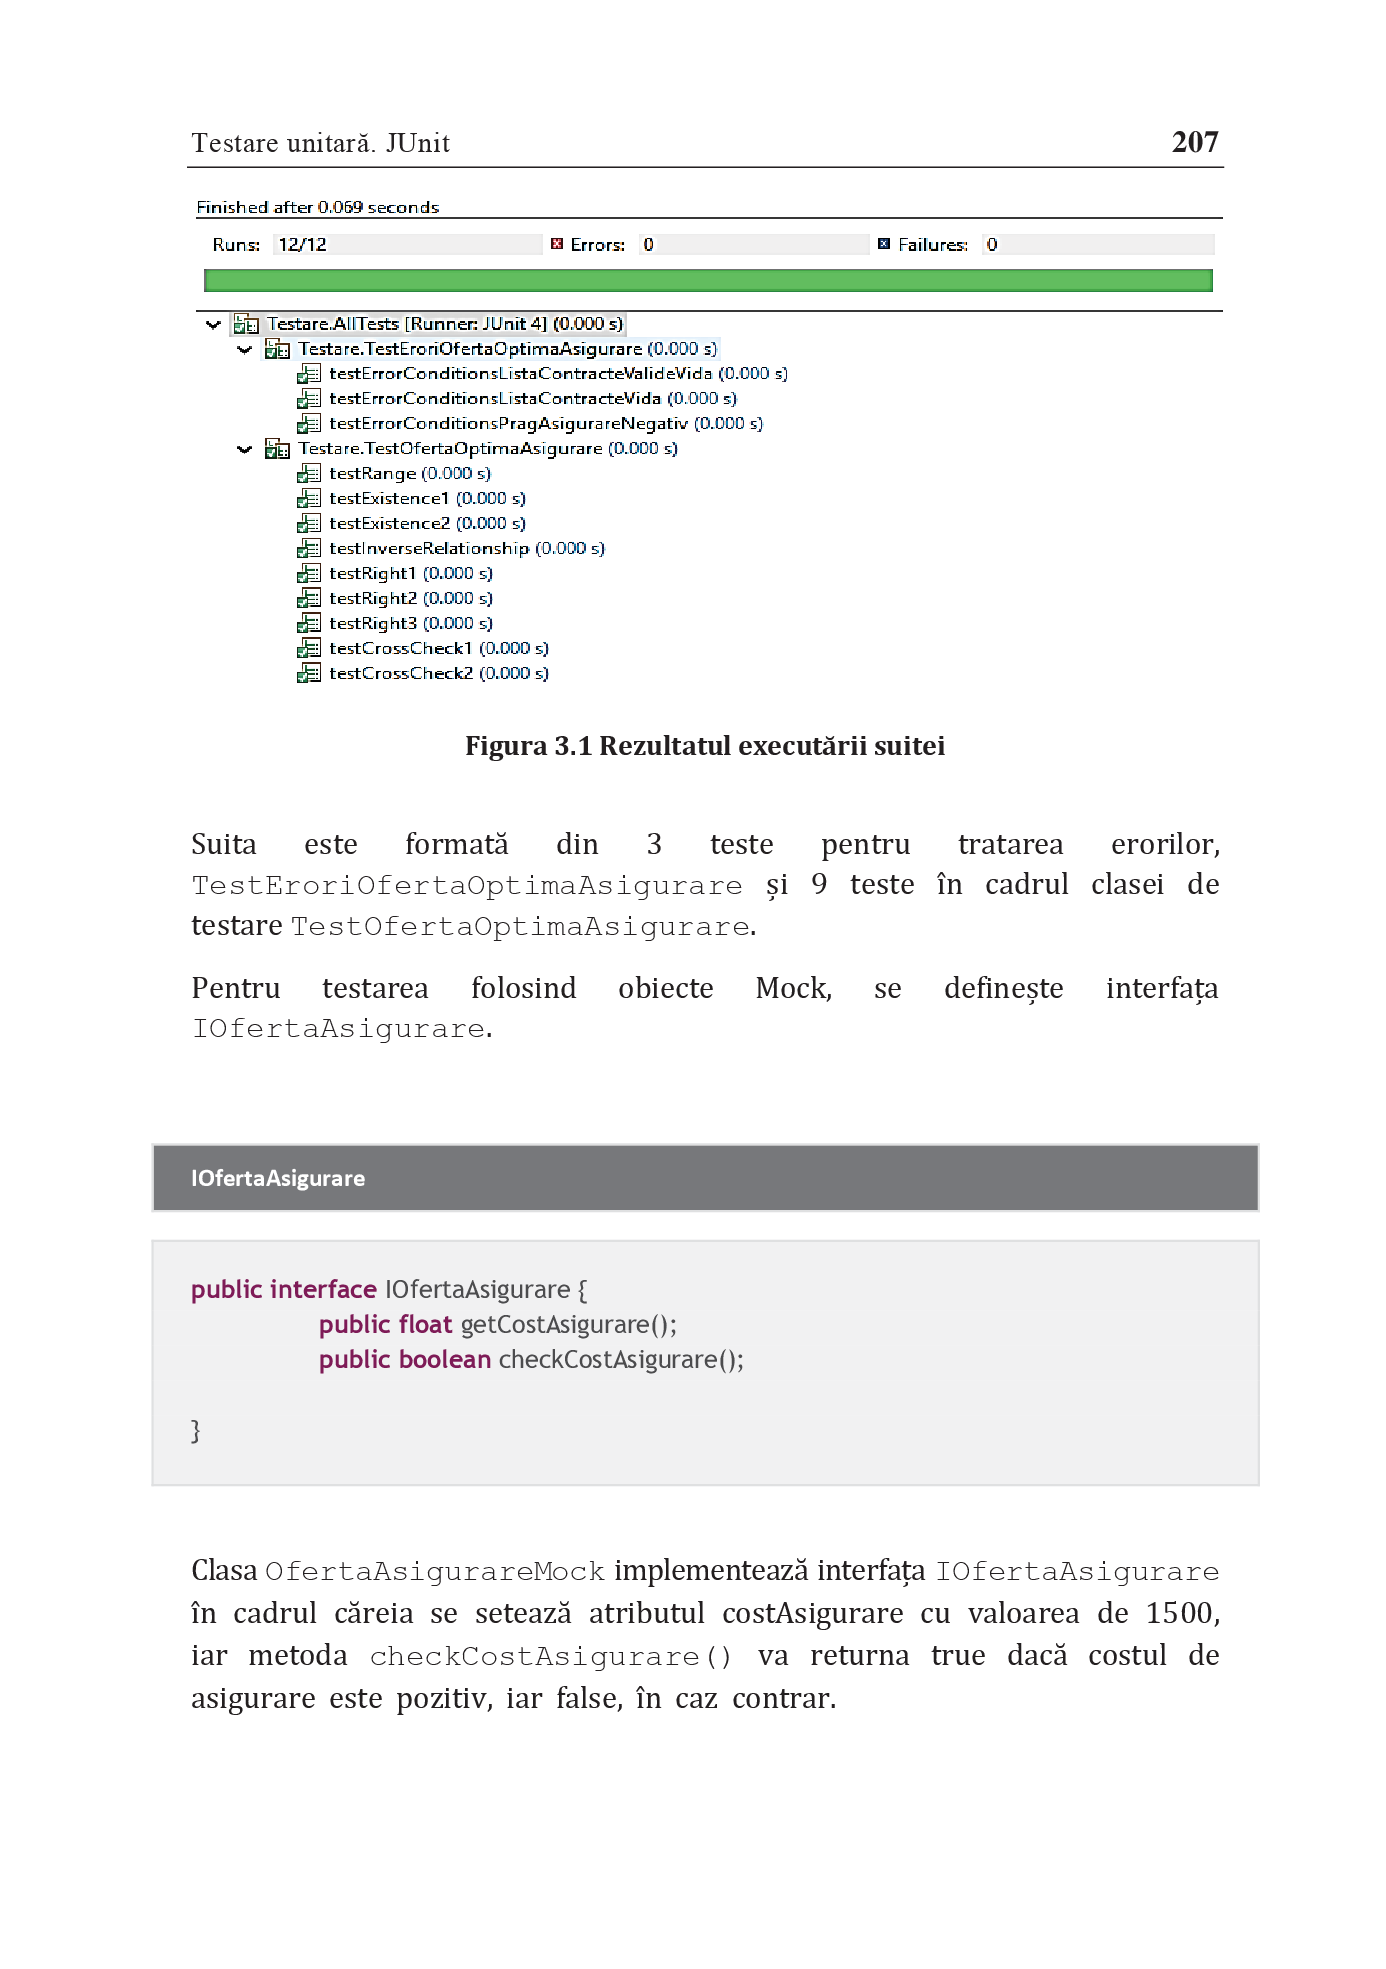 Testare unitară. JUnit 207
Finished after 0.069 seconds
Runs: 12/12 Errors: 0 Failures: 0
Testare.AllTests [Runner: JUnit 4] (0.000 s)
Testare.TestEroriOfertaOptimaAsigurare (0.000 s)
testErrorConditionsListaContracteValideVida (0.000 s)
testErrorConditionsListaContracteVida (0.000 s)
testErrorConditionsPragAsigurareNegativ (0.000 s)
Testare.TestOfertaOptimaAsigurare (0.000 s)
testRange (0.000 s)
testExistence1 (0.000 s)
testExistence2 (0.000 s)
testInverseRelationship (0.000 s)
testRight1 (0.000 s)
testRight2 (0.000 s)
testRight3 (0.000 s)
testCrossCheck1 (0.000 s)
testCrossCheck2 (0.000 s)
Figura 3.1 Rezultatul executării suitei
Suita este formată din 3 teste pentru tratarea erorilor,
TestEroriOfertaOptimaAsigurare și 9 teste în cadrul clasei de
testare TestOfertaOptimaAsigurare.
Pentru testarea folosind obiecte Mock, se definește interfața
IOfertaAsigurare.
IOfertaAsigurare
public interface IOfertaAsigurare {
public float getCostAsigurare();
public boolean checkCostAsigurare();
}
Clasa OfertaAsigurareMock implementează interfața IOfertaAsigurare
în cadrul căreia se setează atributul costAsigurare cu valoarea de 1500,
iar metoda checkCostAsigurare() va returna true dacă costul de
asigurare este pozitiv, iar false, în caz contrar.